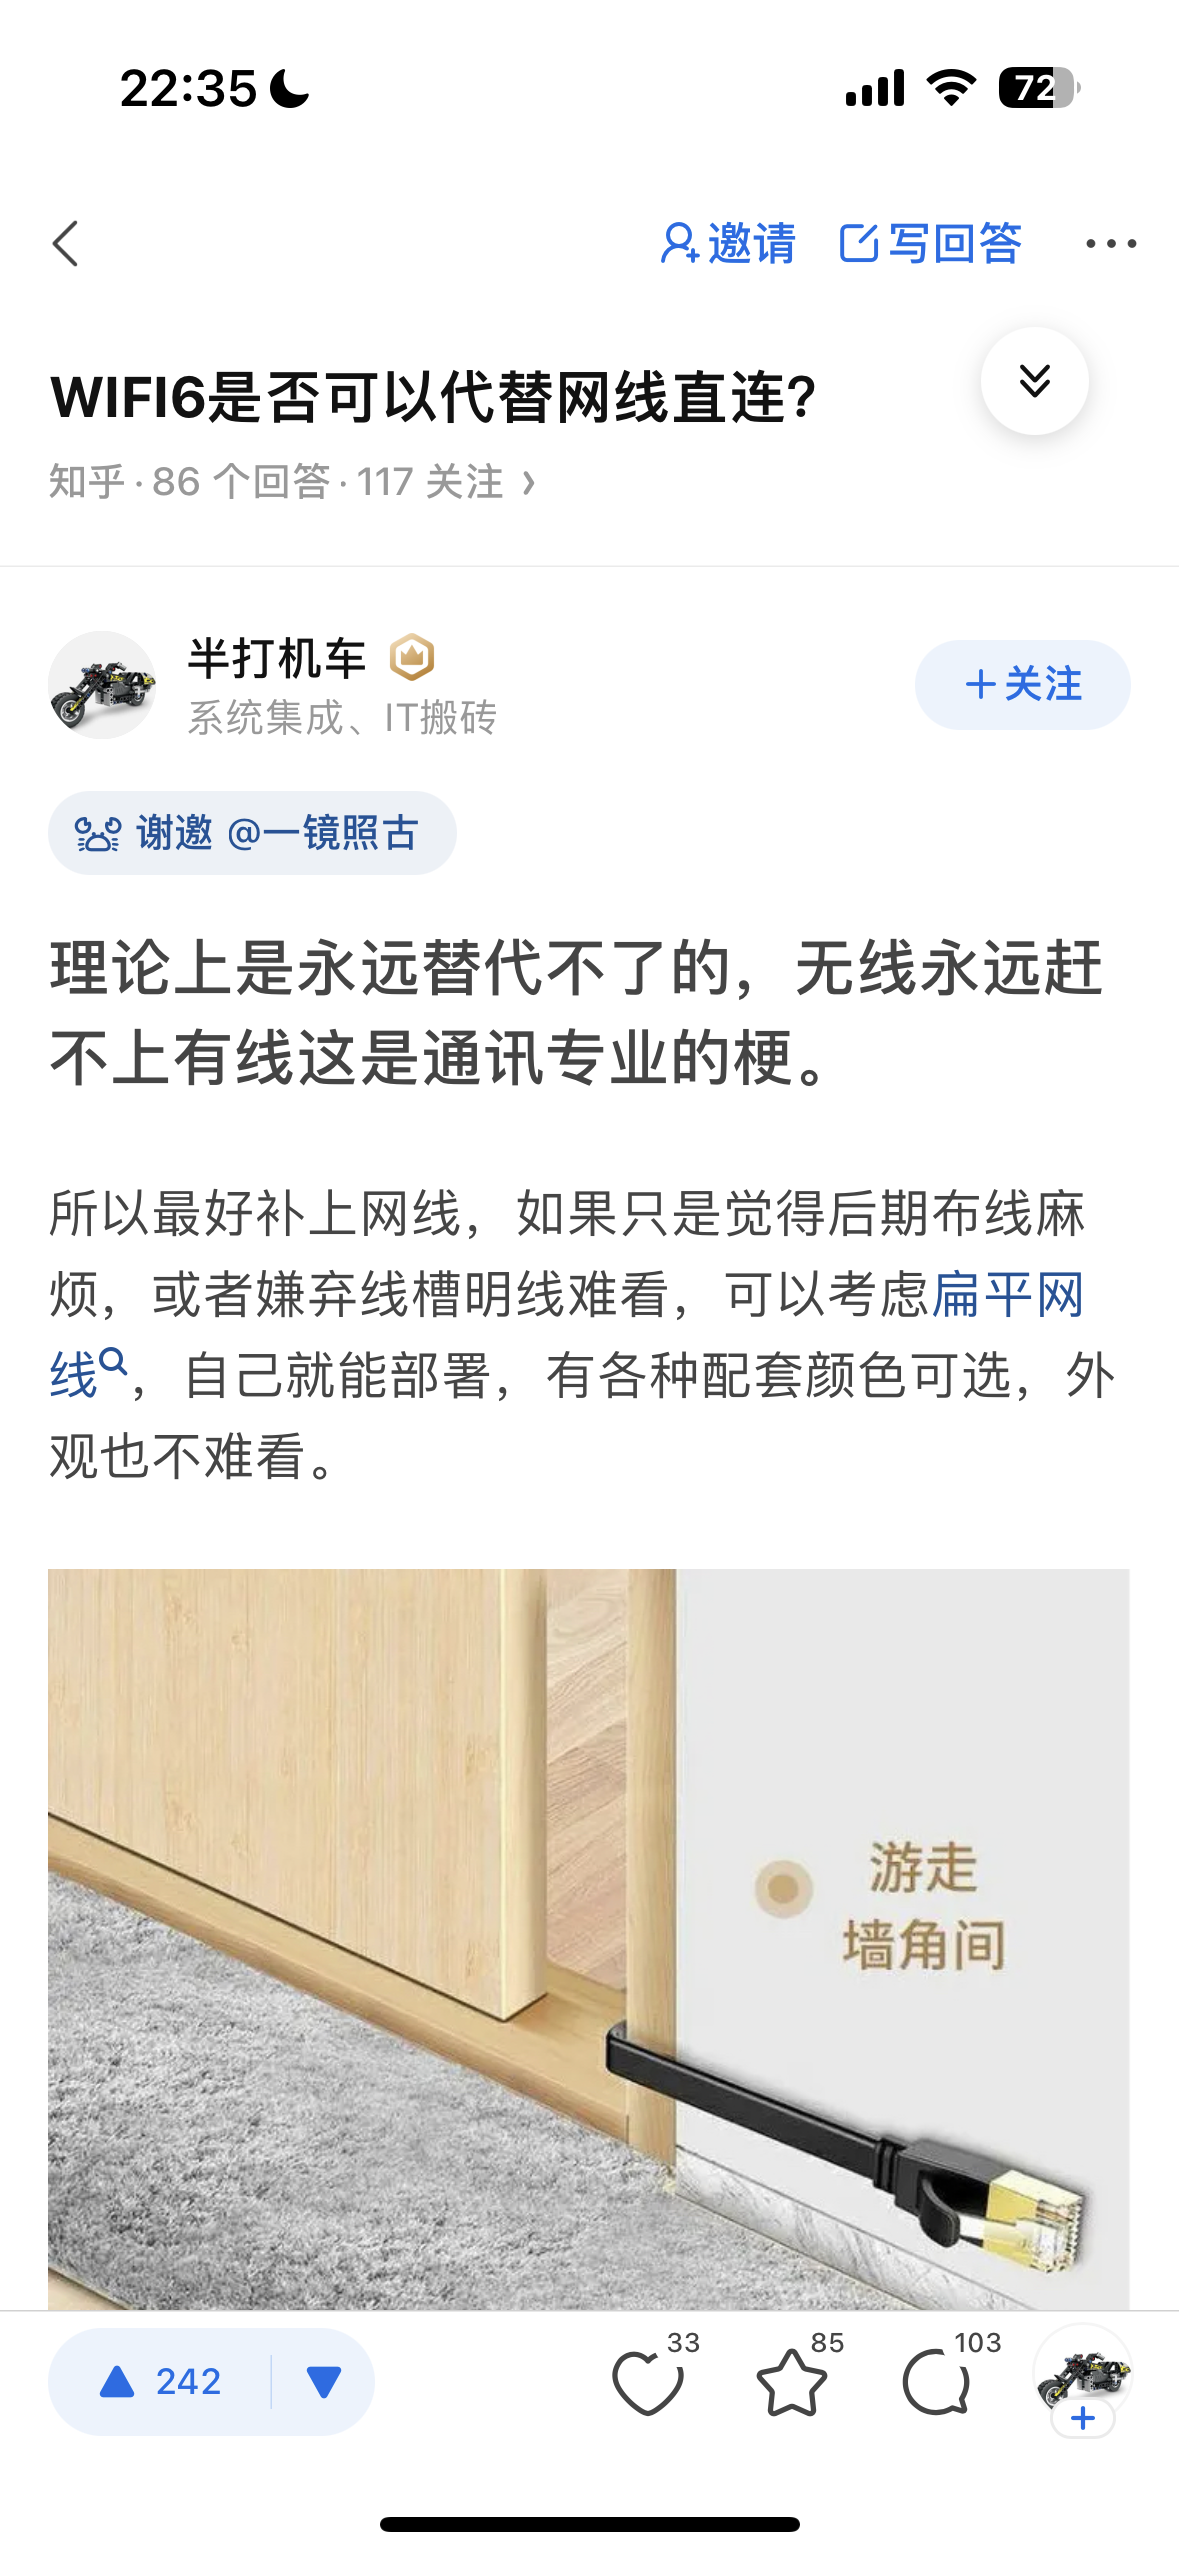 22:35
72
邀请 写回答
WIFI6是否可以代替网线直连?
知乎 · 86 个回答 · 117 关注 ›
半打机车
系统集成、IT搬砖
+关注
谢邀 @一镜照古
理论上是永远替代不了的，无线永远赶
不上有线这是通讯专业的梗。
所以最好补上网线，如果只是觉得后期布线麻
烦，或者嫌弃线槽明线难看，可以考虑扁平网
线，自己就能部署，有各种配套颜色可选，外
观也不难看。
游走
墙角间
242
33
85
103